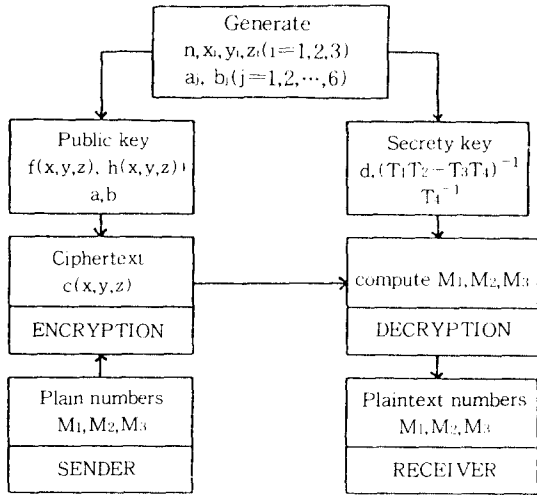 Generate
n, x₁, y₁, z₁(i=1,2,3)
aⱼ, bⱼ(j=1,2,⋯,6)
Public key
f(x,y,z), h(x,y,z)
a,b
Secrety key
d,(T₁T₂−T₃T₄)⁻¹
T₄⁻¹
Ciphertext
c(x,y,z)
ENCRYPTION
compute M₁,M₂,M₃
DECRYPTION
Plain numbers
M₁,M₂,M₃
SENDER
Plaintext numbers
M₁,M₂,M₃
RECEIVER